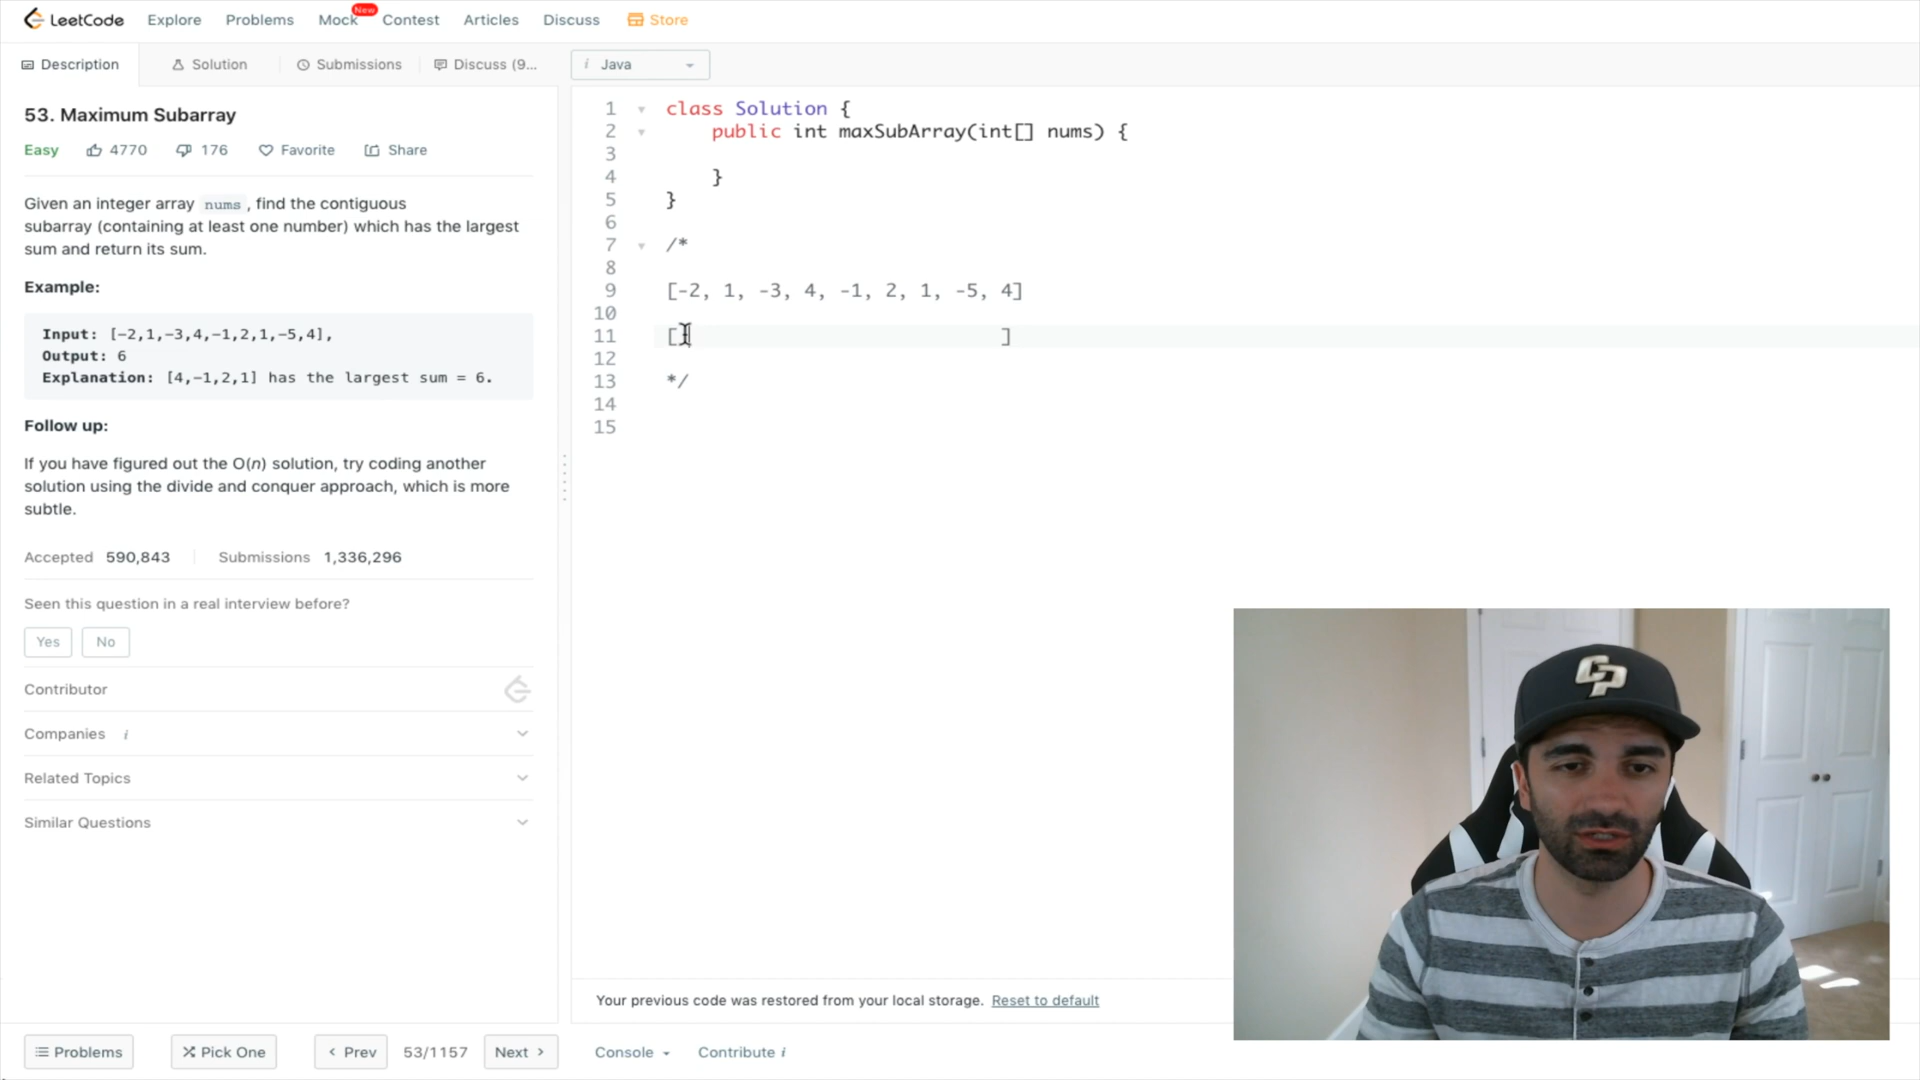 LeetCode Explore Problems Mock New Contest Articles Discuss Store
Description Solution Submissions Discuss (9... i Java
53. Maximum Subarray
Easy 4770 176 Favorite Share
Given an integer array nums , find the contiguous
subarray (containing at least one number) which has the largest
sum and return its sum.
Example:
Input: [-2,1,-3,4,-1,2,1,-5,4],
Output: 6
Explanation: [4,-1,2,1] has the largest sum = 6.
Follow up:
If you have figured out the O(n) solution, try coding another
solution using the divide and conquer approach, which is more
subtle.
Accepted 590,843 Submissions 1,336,296
Seen this question in a real interview before?
Yes No
Contributor
Companies i
Related Topics
Similar Questions
Problems Pick One Prev 53/1157 Next
1 class Solution {
2 public int maxSubArray(int[] nums) {
3
4 }
5 }
6
7 /*
8
9 [-2, 1, -3, 4, -1, 2, 1, -5, 4]
10
11 [ ]
12
13 */
14
15
Your previous code was restored from your local storage. Reset to default
Console Contribute i
CP